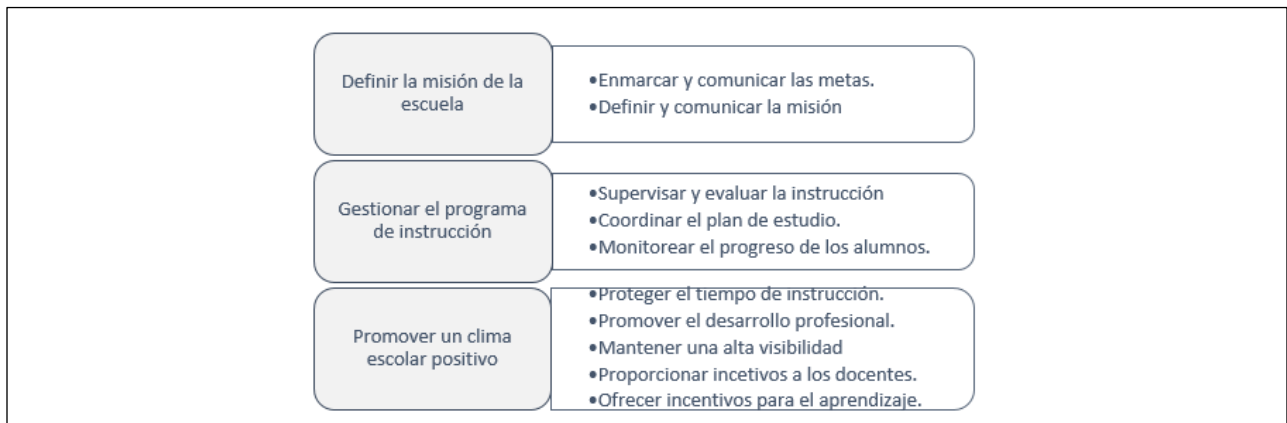 Definir la misión de la
escuela
•Enmarcar y comunicar las metas.
•Definir y comunicar la misión
Gestionar el programa
de instrucción
•Supervisar y evaluar la instrucción
•Coordinar el plan de estudio.
•Monitorear el progreso de los alumnos.
Promover un clima
escolar positivo
•Proteger el tiempo de instrucción.
•Promover el desarrollo profesional.
•Mantener una alta visibilidad
•Proporcionar incetivos a los docentes.
•Ofrecer incentivos para el aprendizaje.